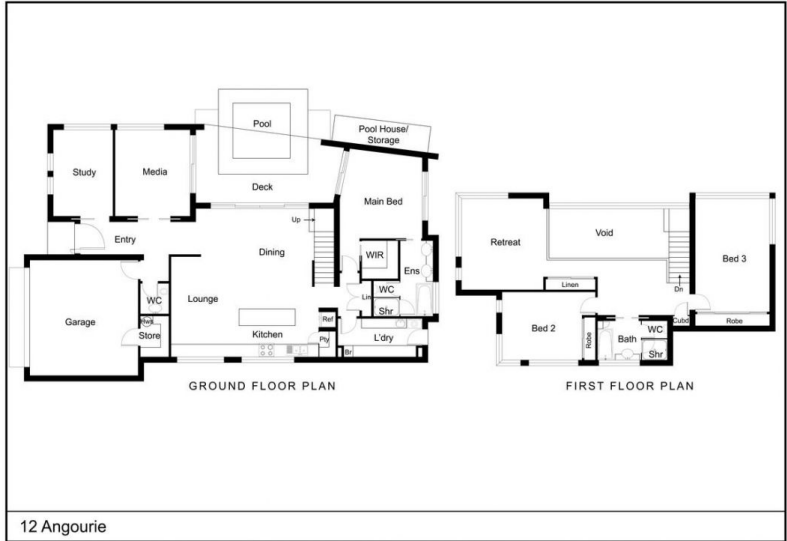 Pool
Pool House/
Storage
Study
Media
Deck
Main Bed
Up
Entry
Dining
WIR
Ens
WC
Lounge
Lin
WC
Shr
Garage
Hws
Store
Ref
Kitchen
Pty
L'dry
Br
GROUND FLOOR PLAN
Retreat
Void
Bed 3
Linen
Dn
Bed 2
Robe
Bath
WC
Shr
Cubd
Robe
FIRST FLOOR PLAN
12 Angourie